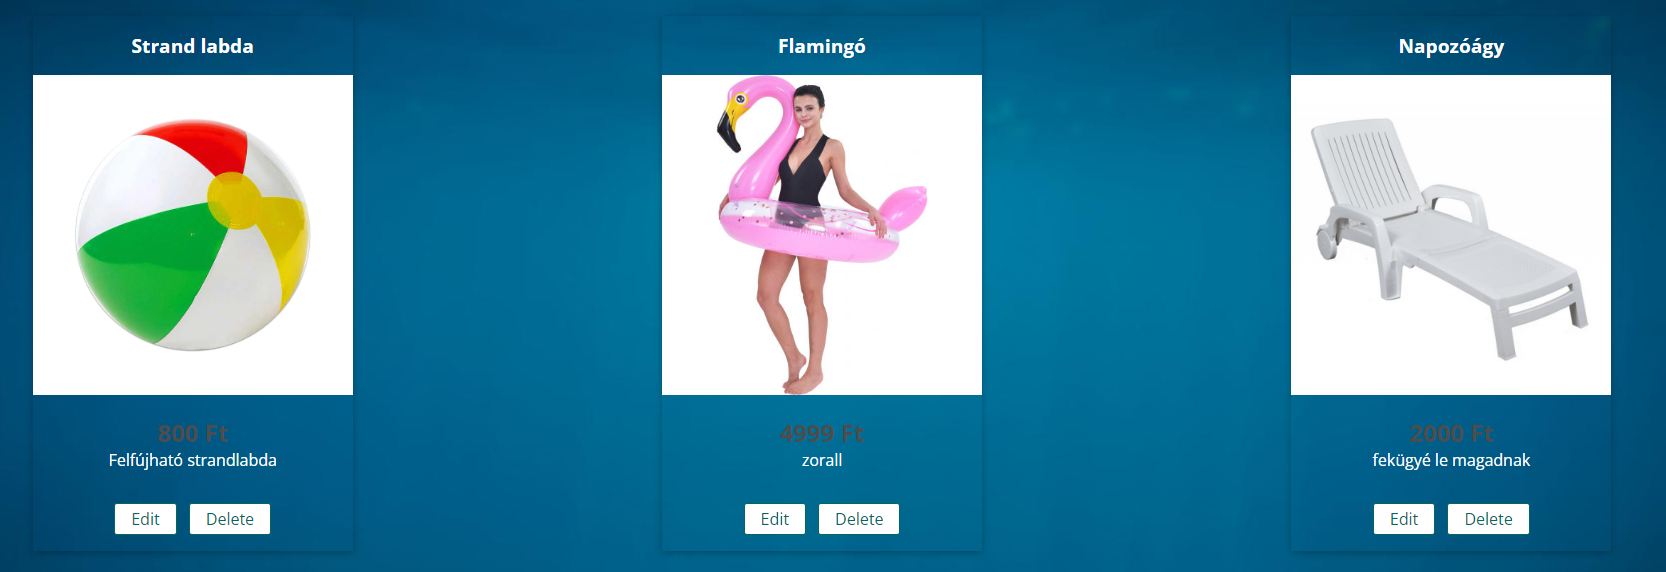 Strand labda
800 Ft
Felfújható strandlabda
Edit Delete
Flamingó
4999 Ft
zorall
Edit Delete
Napozóágy
2000 Ft
fekügyé le magadnak
Edit Delete